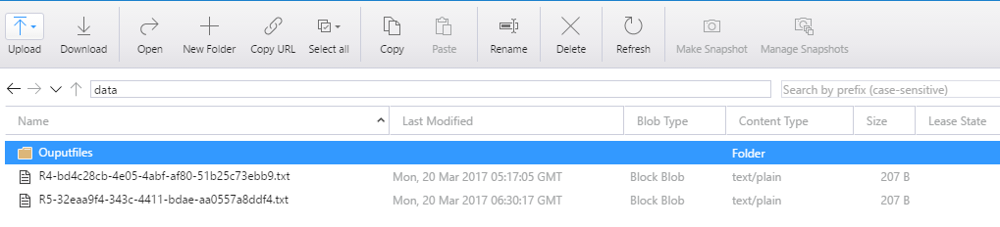 Upload Download Open New Folder Copy URL Select all Copy Paste Rename Delete Refresh Make Snapshot Manage Snapshots
data Search by prefix (case-sensitive)
Name Last Modified Blob Type Content Type Size Lease State
Ouputfiles Folder
R4-bd4c28cb-4e05-4abf-af80-51b25c73ebb9.txt Mon, 20 Mar 2017 05:17:05 GMT Block Blob text/plain 207 B
R5-32eaa9f4-343c-4411-bdae-aa0557a8ddf4.txt Mon, 20 Mar 2017 06:30:17 GMT Block Blob text/plain 207 B